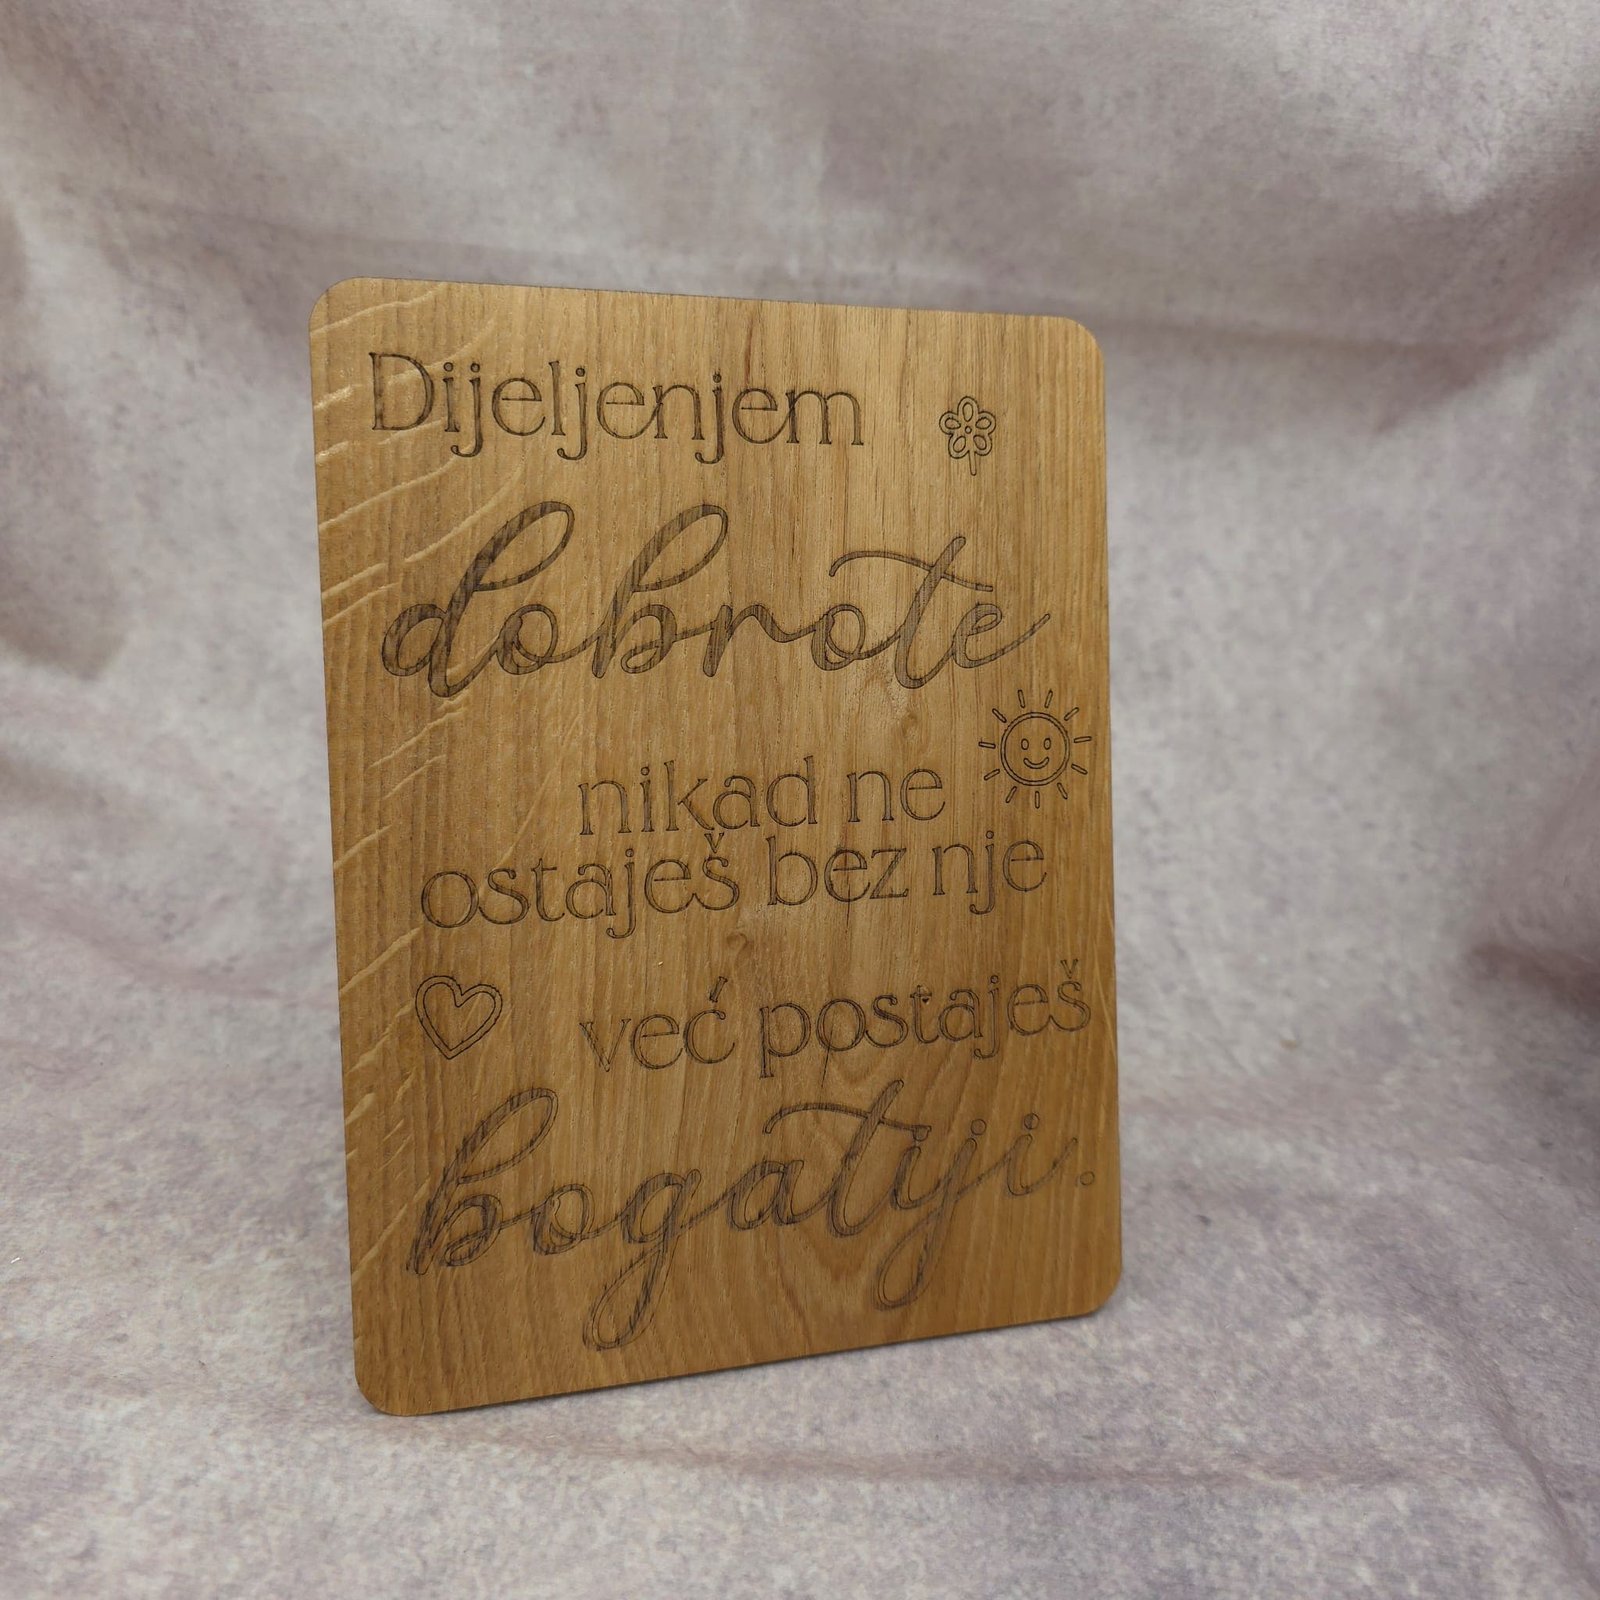 Dijeljenjem
dobrote
nikad ne
ostaješ bez nje
već postaješ
bogatiji.